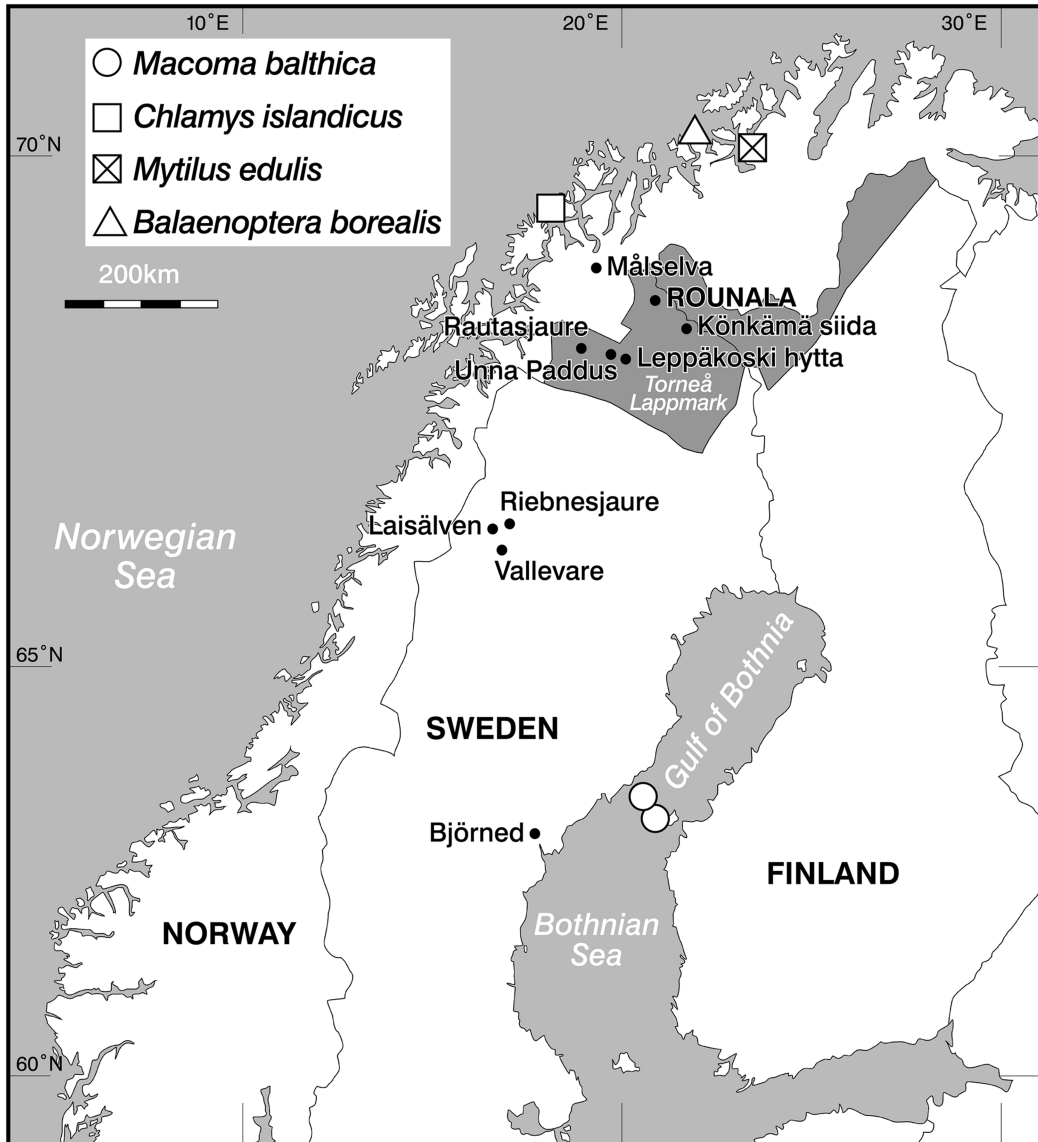 10°E
20°E
30°E
Macoma balthica
Chlamys islandicus
Mytilus edulis
Balaenoptera borealis
70°N
200km
Målselva
ROUNALA
Könkämä siida
Rautasjaure
Leppäkoski hytta
Unna Paddus
Torneå
Lappmark
Riebnesjaure
Laisälven
Vallevare
Norwegian
Sea
65°N
Gulf of Bothnia
SWEDEN
Björned
FINLAND
NORWAY
Bothnian
Sea
60°N